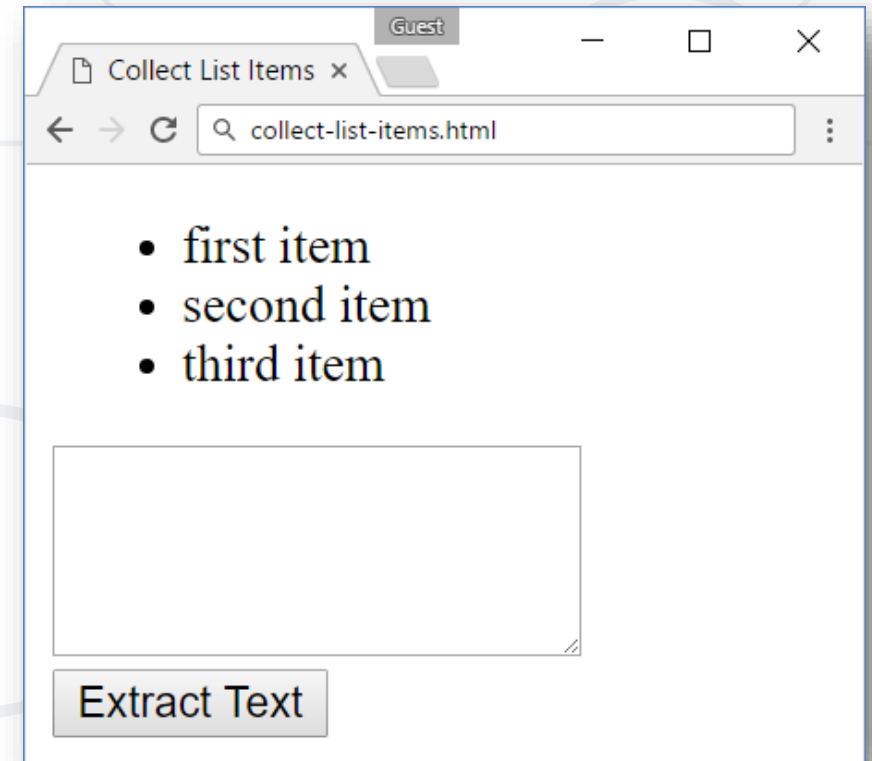 Guest
Collect List Items
collect-list-items.html
first item
second item
third item
Extract Text